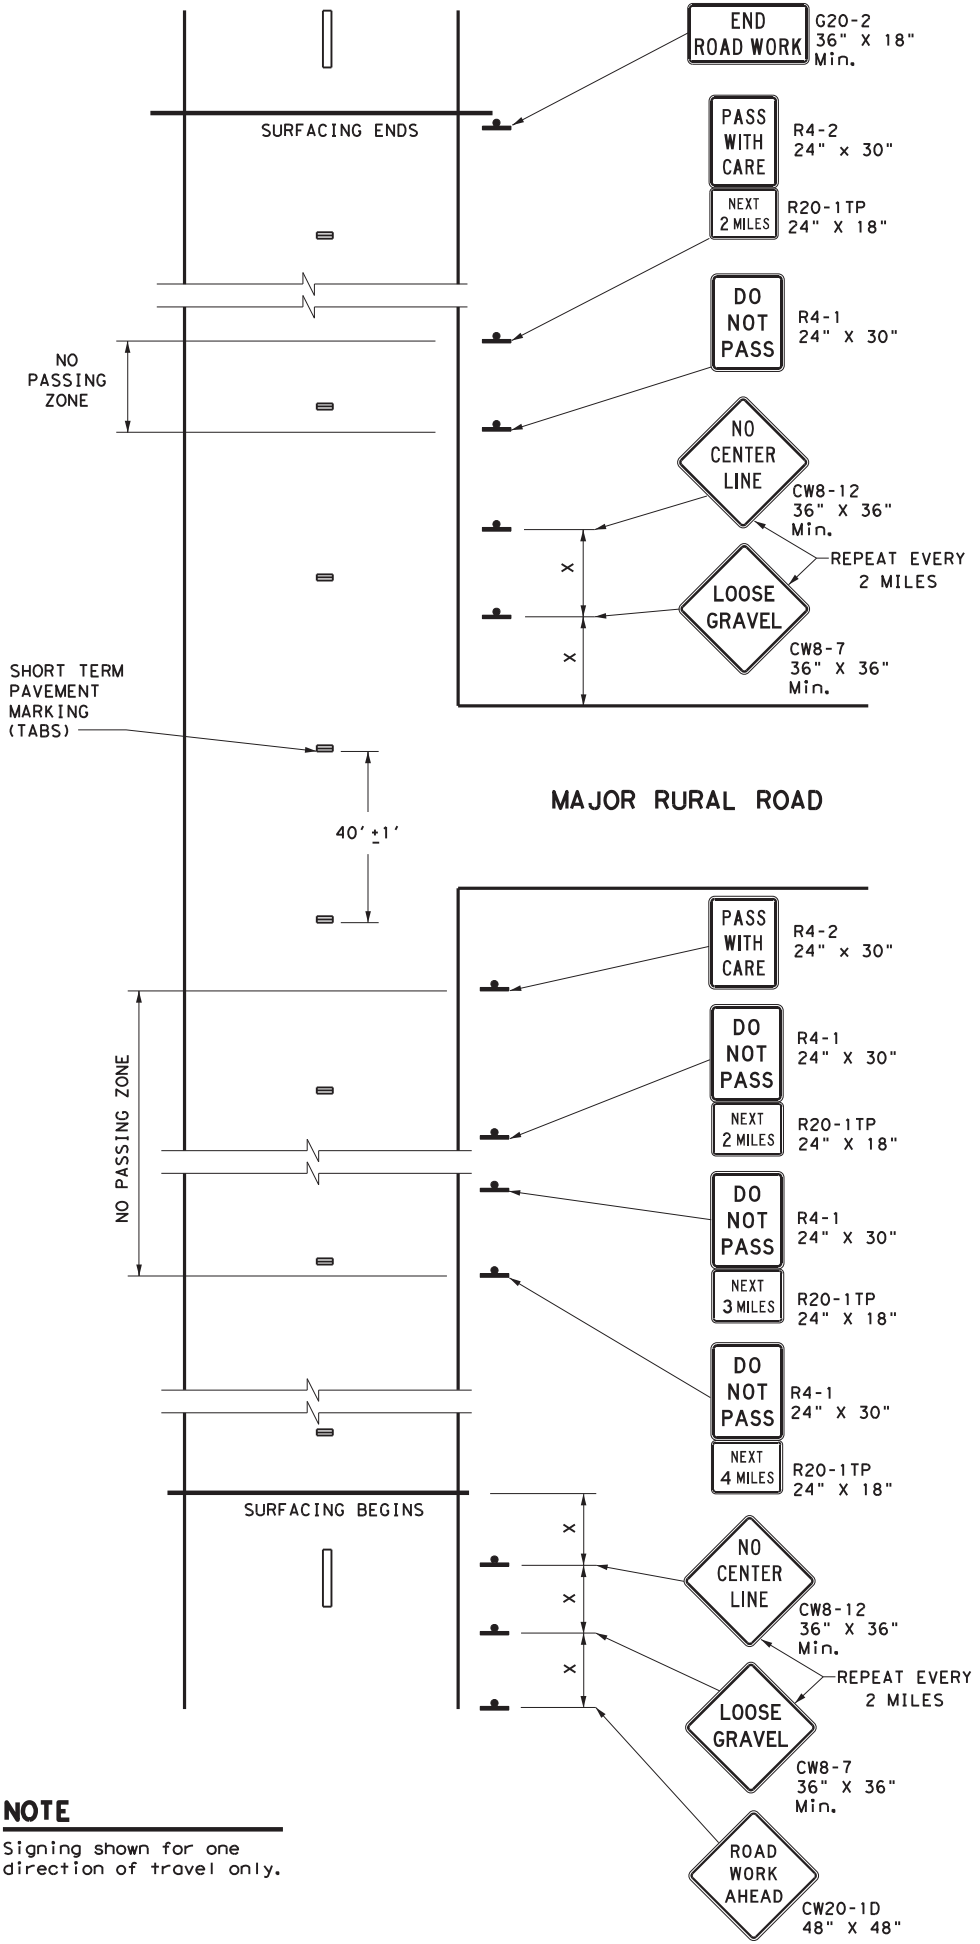 END
ROAD WORK
G20-2
36" X 18"
Min.
SURFACING ENDS
PASS
WITH
CARE
R4-2
24" x 30"
NEXT
2 MILES
R20-1TP
24" X 18"
DO
NOT
PASS
R4-1
24" X 30"
NO
PASSING
ZONE
NO
CENTER
LINE
CW8-12
36" X 36"
Min.
REPEAT EVERY
2 MILES
X
LOOSE
GRAVEL
CW8-7
36" X 36"
Min.
X
SHORT TERM
PAVEMENT
MARKING
(TABS)
MAJOR RURAL ROAD
40' ±1'
PASS
WITH
CARE
R4-2
24" x 30"
DO
NOT
PASS
R4-1
24" X 30"
NEXT
2 MILES
R20-1TP
24" X 18"
NO PASSING ZONE
DO
NOT
PASS
R4-1
24" X 30"
NEXT
3 MILES
R20-1TP
24" X 18"
DO
NOT
PASS
R4-1
24" X 30"
NEXT
4 MILES
R20-1TP
24" X 18"
SURFACING BEGINS
X
NO
CENTER
LINE
CW8-12
36" X 36"
Min.
X
REPEAT EVERY
2 MILES
X
LOOSE
GRAVEL
CW8-7
36" X 36"
Min.
ROAD
WORK
AHEAD
CW20-1D
48" X 48"
NOTE
Signing shown for one
direction of travel only.